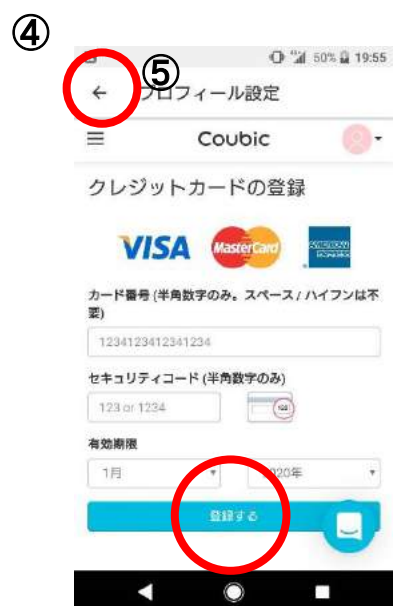 ④
50% 19:55
⑤
← プロフィール設定
Coubic
クレジットカードの登録
VISA MasterCard AMERICAN EXPRESS
カード番号 (半角数字のみ。スペース / ハイフンは不
要)
1234123412341234
セキュリティコード (半角数字のみ)
123 or 1234
有効期限
1月 2020年
登録する